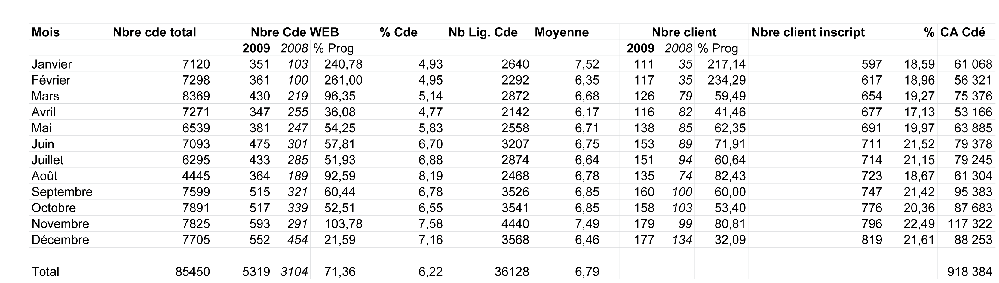 Mois Nbre cde total Nbre Cde WEB % Cde Nb Lig. Cde Moyenne Nbre client Nbre client inscript % CA Cdé
2009 2008 % Prog 2009 2008 % Prog
Janvier 7120 351 103 240,78 4,93 2640 7,52 111 35 217,14 597 18,59 61 068
Février 7298 361 100 261,00 4,95 2292 6,35 117 35 234,29 617 18,96 56 321
Mars 8369 430 219 96,35 5,14 2872 6,68 126 79 59,49 654 19,27 75 376
Avril 7271 347 255 36,08 4,77 2142 6,17 116 82 41,46 677 17,13 53 166
Mai 6539 381 247 54,25 5,83 2558 6,71 138 85 62,35 691 19,97 63 885
Juin 7093 475 301 57,81 6,70 3207 6,75 153 89 71,91 711 21,52 79 378
Juillet 6295 433 285 51,93 6,88 2874 6,64 151 94 60,64 714 21,15 79 245
Août 4445 364 189 92,59 8,19 2468 6,78 135 74 82,43 723 18,67 61 304
Septembre 7599 515 321 60,44 6,78 3526 6,85 160 100 60,00 747 21,42 95 383
Octobre 7891 517 339 52,51 6,55 3541 6,85 158 103 53,40 776 20,36 87 683
Novembre 7825 593 291 103,78 7,58 4440 7,49 179 99 80,81 796 22,49 117 322
Décembre 7705 552 454 21,59 7,16 3568 6,46 177 134 32,09 819 21,61 88 253
Total 85450 5319 3104 71,36 6,22 36128 6,79 918 384